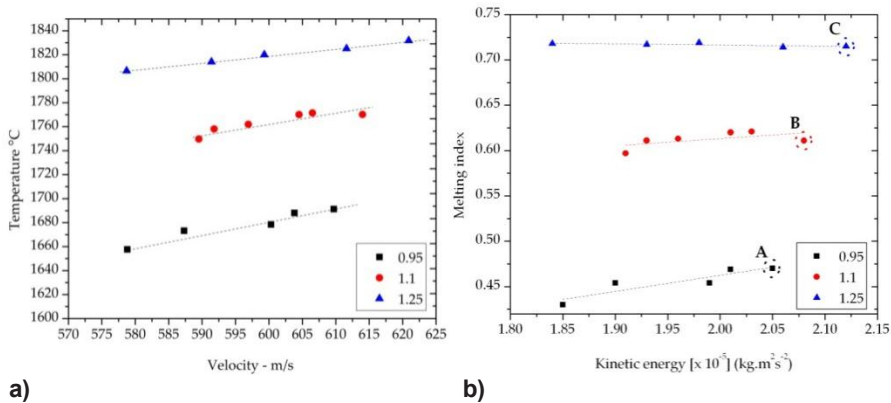 1840
1820
1800
1780
1760
1740
1720
1700
1680
1660
1640
1620
1600
Temperature °C
0.95
1.1
1.25
570 575 580 585 590 595 600 605 610 615 620 625
Velocity - m/s
a)
0.75
0.70
0.65
0.60
0.55
0.50
0.45
Melting index
C
B
A
0.95
1.1
1.25
1.80 1.85 1.90 1.95 2.00 2.05 2.10 2.15
Kinetic energy [x 10⁻⁵] (kg.m²s⁻²)
b)